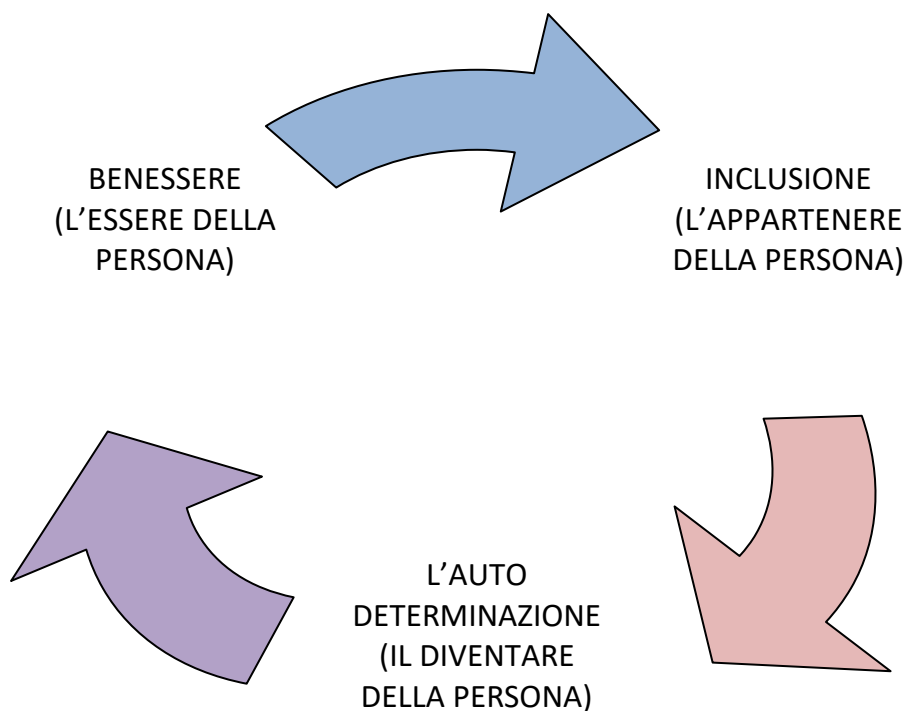 BENESSERE
(L’ESSERE DELLA
PERSONA)
INCLUSIONE
(L’APPARTENERE
DELLA PERSONA)
L’AUTO
DETERMINAZIONE
(IL DIVENTARE
DELLA PERSONA)